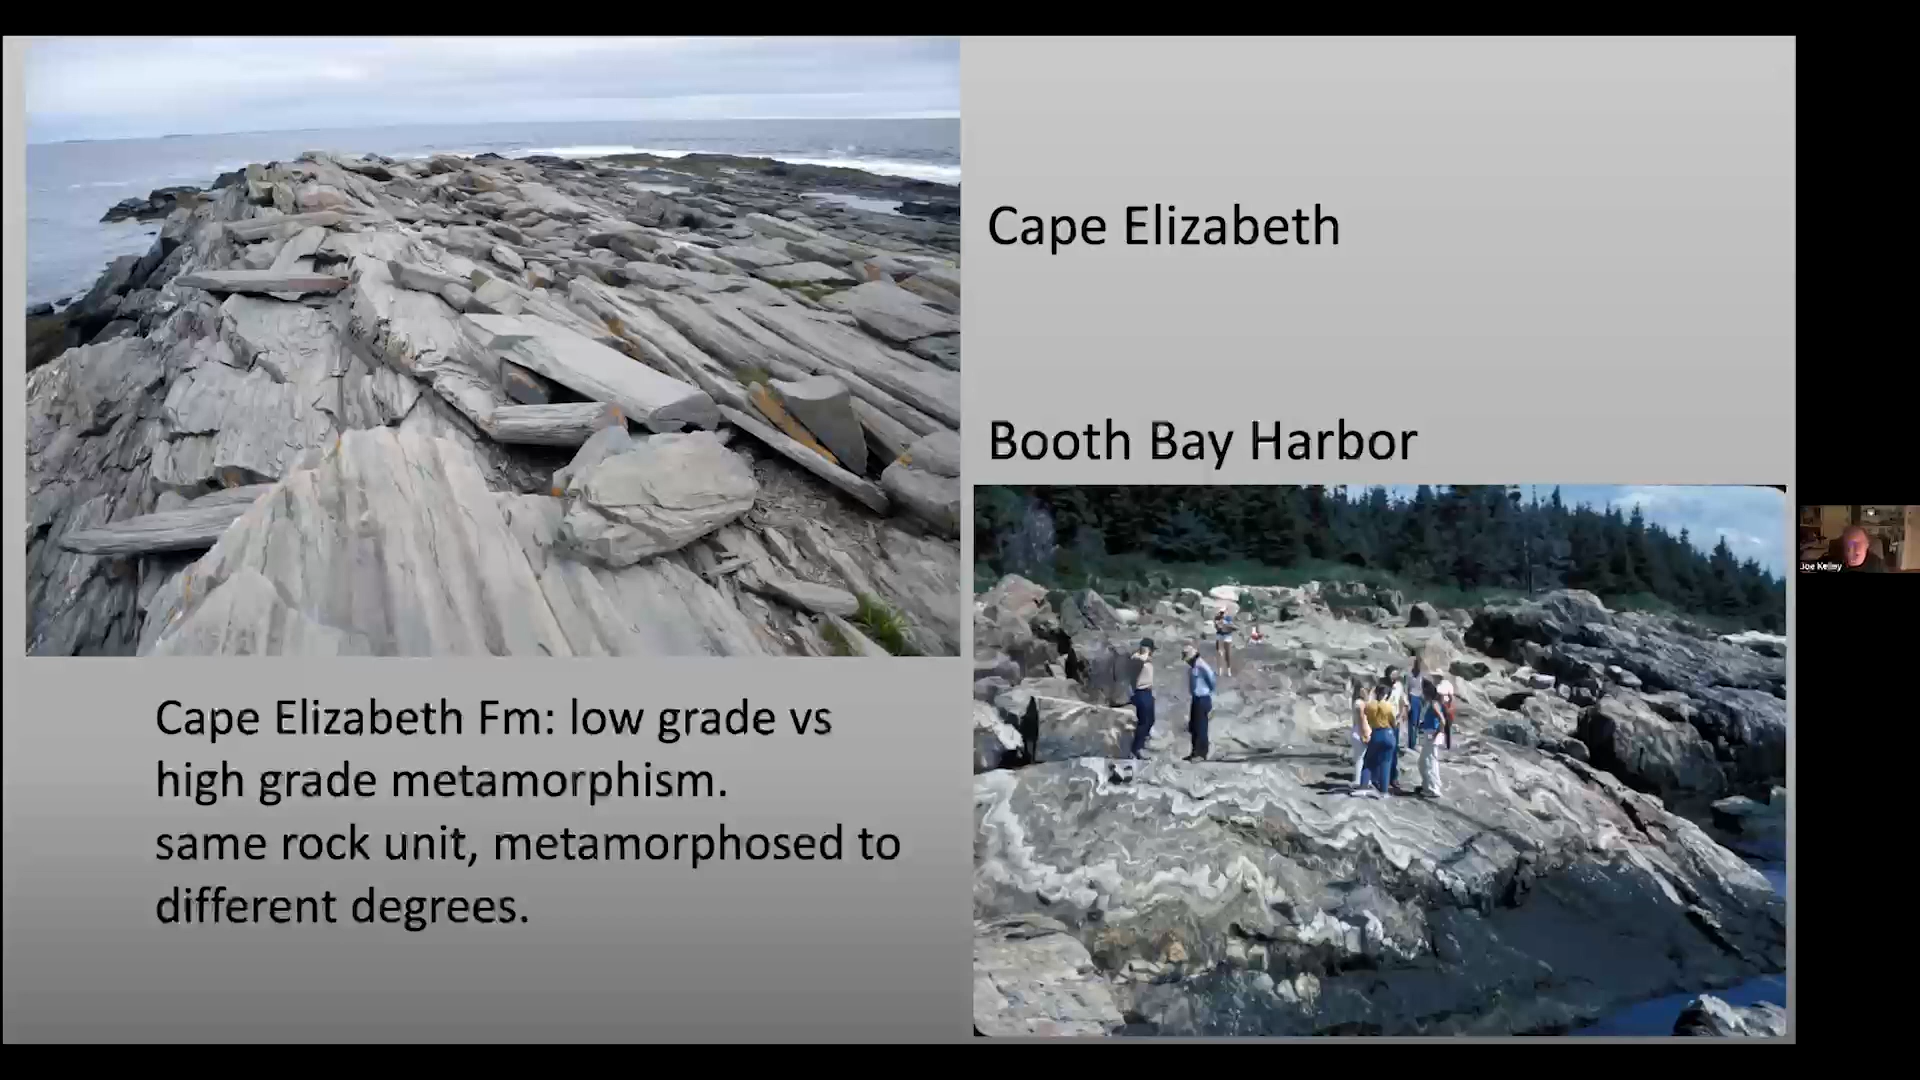 Cape Elizabeth
Booth Bay Harbor
Cape Elizabeth Fm: low grade vs
high grade metamorphism.
same rock unit, metamorphosed to
different degrees.
Joe Kelley